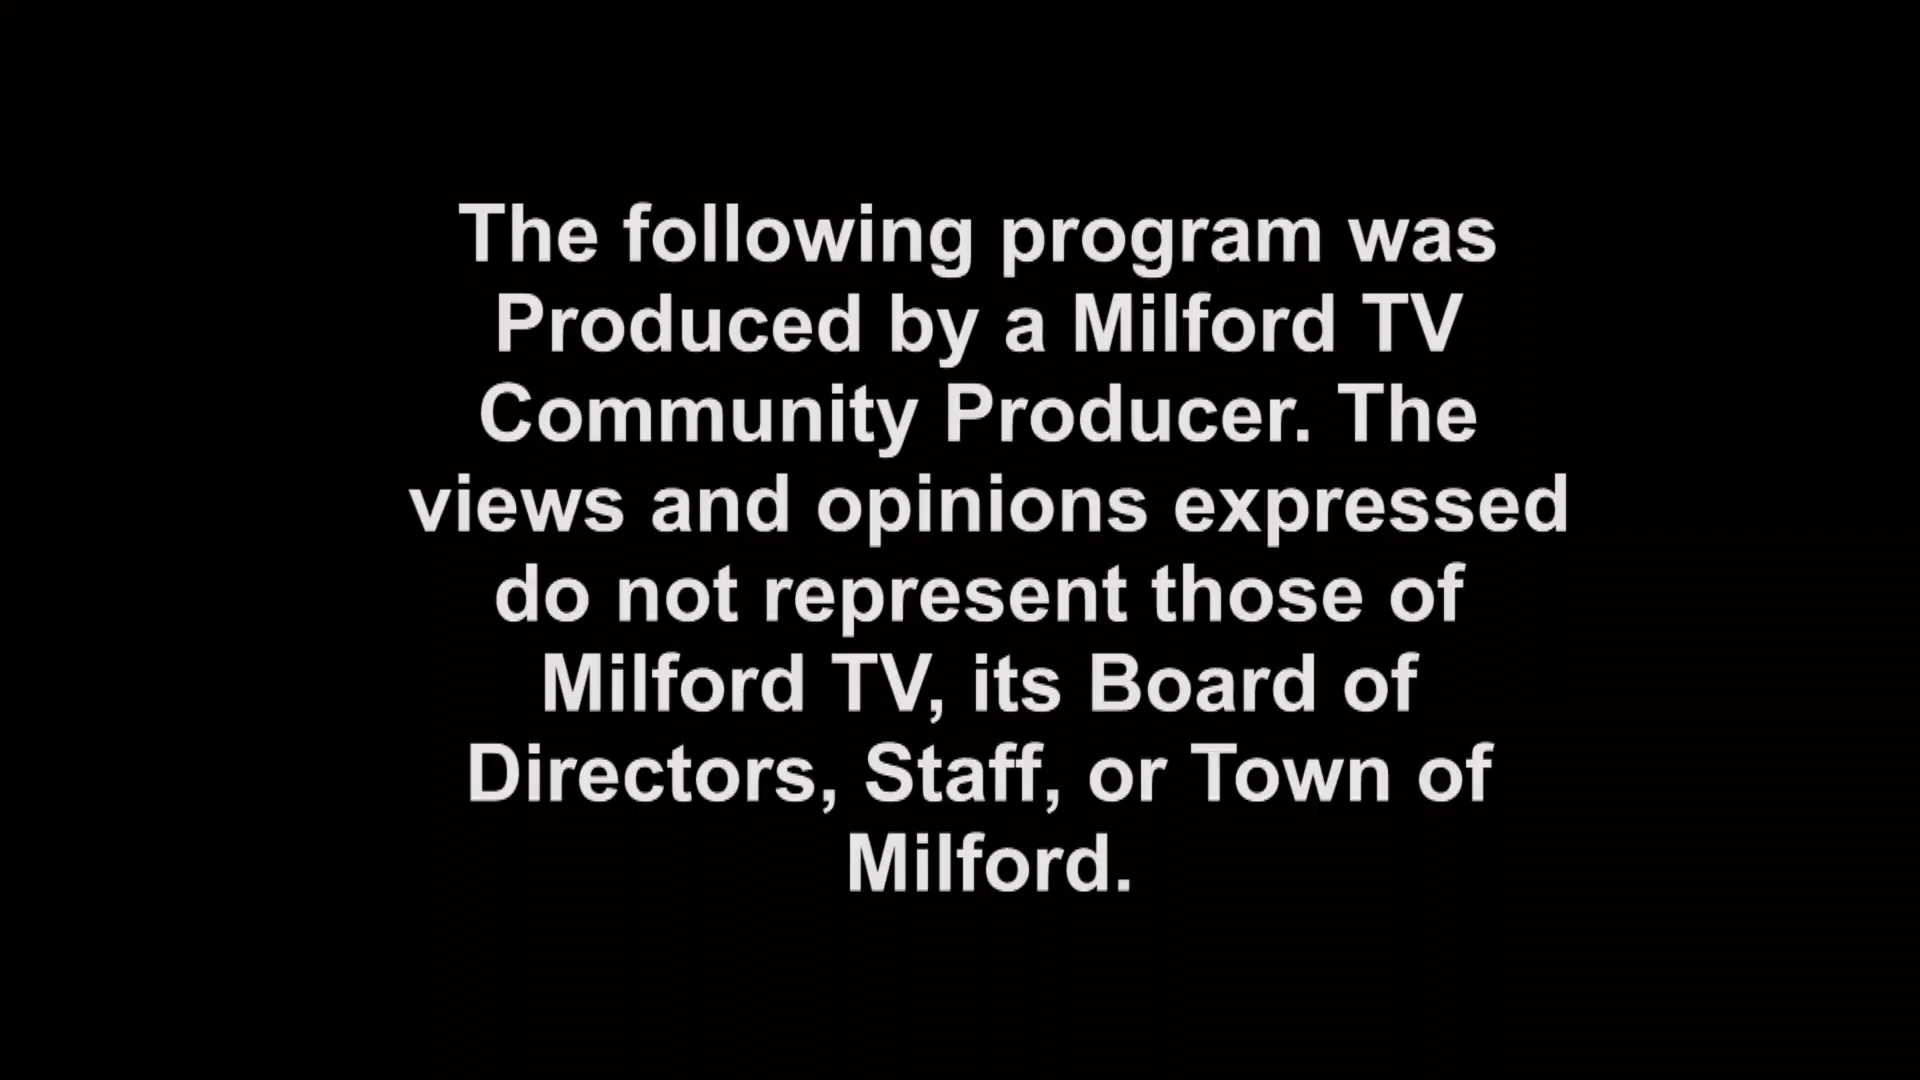 The following program was
Produced by a Milford TV
Community Producer. The
views and opinions expressed
do not represent those of
Milford TV, its Board of
Directors, Staff, or Town of
Milford.